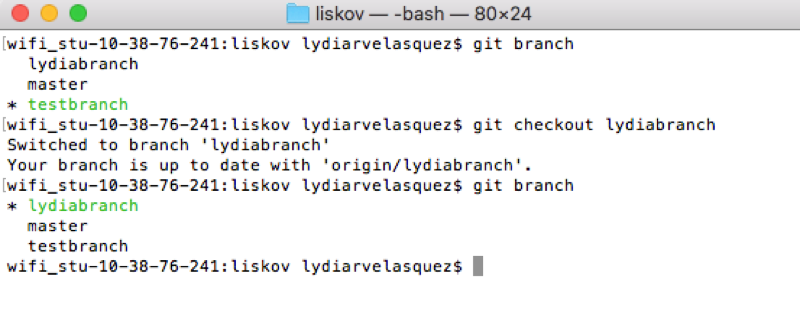 liskov — -bash — 80×24
[wifi_stu-10-38-76-241:liskov lydiarvelasquez$ git branch
lydiabranch
master
* testbranch
[wifi_stu-10-38-76-241:liskov lydiarvelasquez$ git checkout lydiabranch
Switched to branch 'lydiabranch'
Your branch is up to date with 'origin/lydiabranch'.
[wifi_stu-10-38-76-241:liskov lydiarvelasquez$ git branch
* lydiabranch
master
testbranch
wifi_stu-10-38-76-241:liskov lydiarvelasquez$